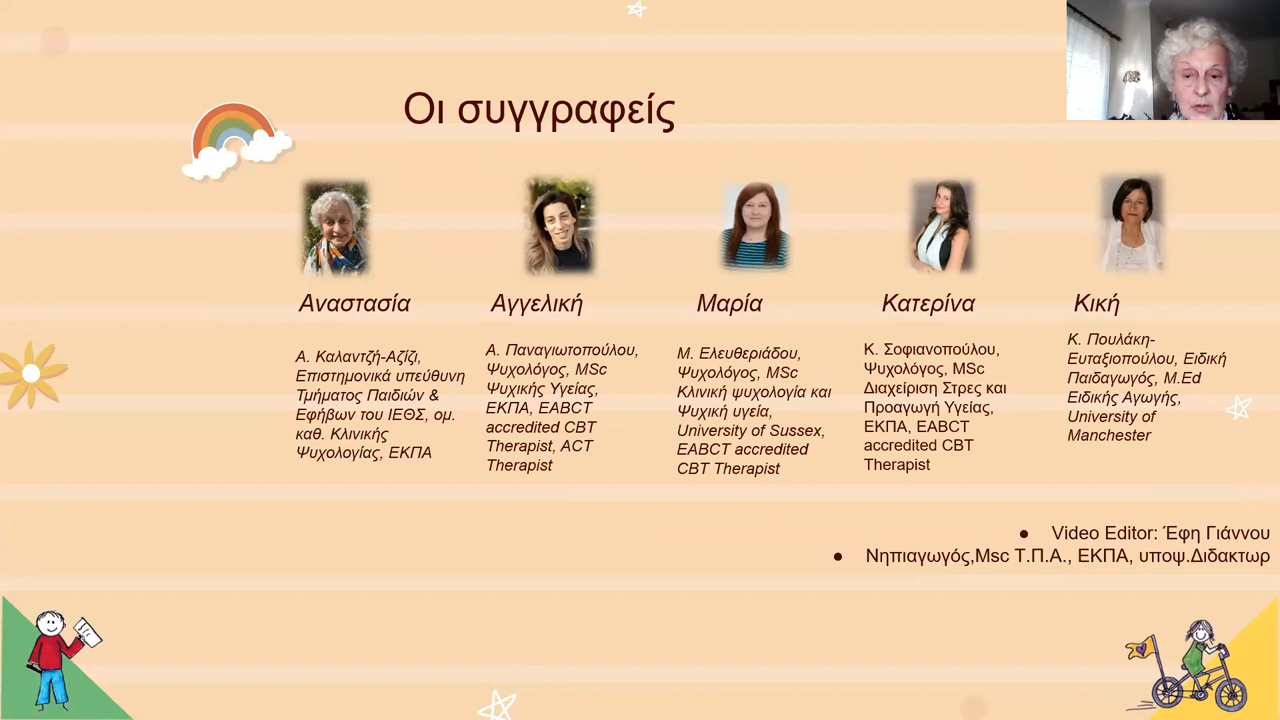 Οι συγγραφείς
Αναστασία
Α. Καλαντζή-Αζίζι,
Επιστημονικά υπεύθυνη
Τμήματος Παιδιών &
Εφήβων του ΙΕΘΣ, ομ.
καθ. Κλινικής
Ψυχολογίας, ΕΚΠΑ
Αγγελική
Α. Παναγιωτοπούλου,
Ψυχολόγος, MSc
Ψυχικής Υγείας,
ΕΚΠΑ, EABCT
accredited CBT
Therapist, ACT
Therapist
Μαρία
Μ. Ελευθεριάδου,
Ψυχολόγος, MSc
Κλινική ψυχολογία και
Ψυχική υγεία,
University of Sussex,
EABCT accredited
CBT Therapist
Κατερίνα
Κ. Σοφιανοπούλου,
Ψυχολόγος, MSc
Διαχείριση Στρες και
Προαγωγή Υγείας,
ΕΚΠΑ, EABCT
accredited CBT
Therapist
Κική
Κ. Πουλάκη-
Ευταξιοπούλου, Ειδική
Παιδαγωγός, M.Ed
Ειδικής Αγωγής,
University of
Manchester
● Video Editor: Έφη Γιάννου
● Νηπιαγωγός,Msc Τ.Π.Α., ΕΚΠΑ, υποψ.Διδακτωρ